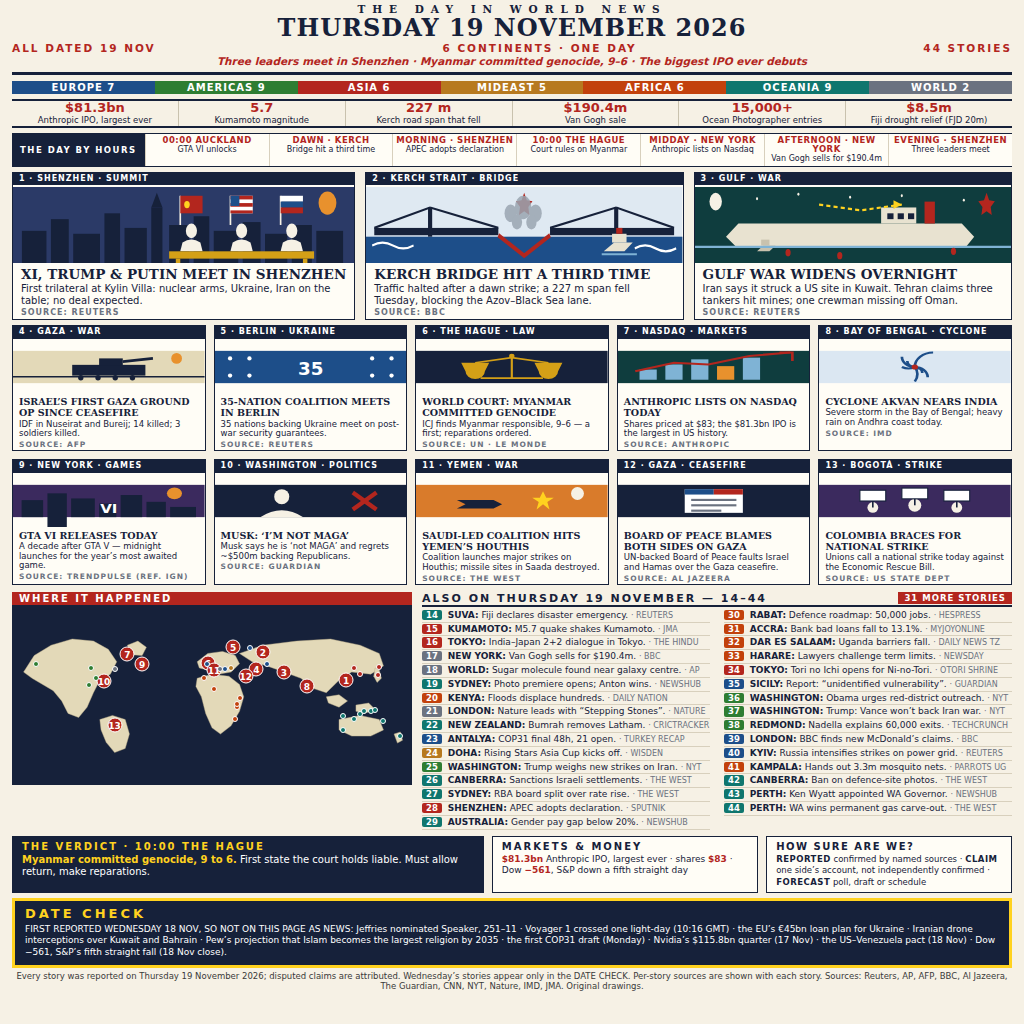 THE DAY IN WORLD NEWS
THURSDAY 19 NOVEMBER 2026
ALL DATED 19 NOV
6 CONTINENTS · ONE DAY
44 STORIES
Three leaders meet in Shenzhen · Myanmar committed genocide, 9–6 · The biggest IPO ever debuts
EUROPE 7
AMERICAS 9
ASIA 6
MIDEAST 5
AFRICA 6
OCEANIA 9
WORLD 2
$81.3bn
Anthropic IPO, largest ever
5.7
Kumamoto magnitude
227 m
Kerch road span that fell
$190.4m
Van Gogh sale
15,000+
Ocean Photographer entries
$8.5m
Fiji drought relief (FJD 20m)
THE DAY BY HOURS
00:00 AUCKLAND
GTA VI unlocks
DAWN · KERCH
Bridge hit a third time
MORNING · SHENZHEN
APEC adopts declaration
10:00 THE HAGUE
Court rules on Myanmar
MIDDAY · NEW YORK
Anthropic lists on Nasdaq
AFTERNOON · NEW
YORK
Van Gogh sells for $190.4m
EVENING · SHENZHEN
Three leaders meet
1 · SHENZHEN · SUMMIT
XI, TRUMP & PUTIN MEET IN SHENZHEN
First trilateral at Kylin Villa: nuclear arms, Ukraine, Iran on the
table; no deal expected.
SOURCE: REUTERS
2 · KERCH STRAIT · BRIDGE
KERCH BRIDGE HIT A THIRD TIME
Traffic halted after a dawn strike; a 227 m span fell
Tuesday, blocking the Azov–Black Sea lane.
SOURCE: BBC
3 · GULF · WAR
GULF WAR WIDENS OVERNIGHT
Iran says it struck a US site in Kuwait. Tehran claims three
tankers hit mines; one crewman missing off Oman.
SOURCE: REUTERS
4 · GAZA · WAR
ISRAEL’S FIRST GAZA GROUND
OP SINCE CEASEFIRE
IDF in Nuseirat and Bureij; 14 killed; 3
soldiers killed.
SOURCE: AFP
5 · BERLIN · UKRAINE
35
35-NATION COALITION MEETS
IN BERLIN
35 nations backing Ukraine meet on post-
war security guarantees.
SOURCE: REUTERS
6 · THE HAGUE · LAW
WORLD COURT: MYANMAR
COMMITTED GENOCIDE
ICJ finds Myanmar responsible, 9–6 — a
first; reparations ordered.
SOURCE: UN · LE MONDE
7 · NASDAQ · MARKETS
ANTHROPIC LISTS ON NASDAQ
TODAY
Shares priced at $83; the $81.3bn IPO is
the largest in US history.
SOURCE: ANTHROPIC
8 · BAY OF BENGAL · CYCLONE
CYCLONE AKVAN NEARS INDIA
Severe storm in the Bay of Bengal; heavy
rain on Andhra coast today.
SOURCE: IMD
9 · NEW YORK · GAMES
VI
GTA VI RELEASES TODAY
A decade after GTA V — midnight
launches for the year’s most awaited
game.
SOURCE: TRENDPULSE (REF. IGN)
10 · WASHINGTON · POLITICS
MUSK: ‘I’M NOT MAGA’
Musk says he is ‘not MAGA’ and regrets
~$500m backing Republicans.
SOURCE: GUARDIAN
11 · YEMEN · WAR
SAUDI-LED COALITION HITS
YEMEN’S HOUTHIS
Coalition launches major strikes on
Houthis; missile sites in Saada destroyed.
SOURCE: THE WEST
12 · GAZA · CEASEFIRE
BOARD OF PEACE BLAMES
BOTH SIDES ON GAZA
UN-backed Board of Peace faults Israel
and Hamas over the Gaza ceasefire.
SOURCE: AL JAZEERA
13 · BOGOTÁ · STRIKE
COLOMBIA BRACES FOR
NATIONAL STRIKE
Unions call a national strike today against
the Economic Rescue Bill.
SOURCE: US STATE DEPT
WHERE IT HAPPENED
7
9
10
13
5
2
11
12
4
3
8
1
ALSO ON THURSDAY 19 NOVEMBER — 14–44
31 MORE STORIES
14 SUVA: Fiji declares disaster emergency. · REUTERS
15 KUMAMOTO: M5.7 quake shakes Kumamoto. · JMA
16 TOKYO: India–Japan 2+2 dialogue in Tokyo. · THE HINDU
17 NEW YORK: Van Gogh sells for $190.4m. · BBC
18 WORLD: Sugar molecule found near galaxy centre. · AP
19 SYDNEY: Photo premiere opens; Anton wins. · NEWSHUB
20 KENYA: Floods displace hundreds. · DAILY NATION
21 LONDON: Nature leads with “Stepping Stones”. · NATURE
22 NEW ZEALAND: Bumrah removes Latham. · CRICTRACKER
23 ANTALYA: COP31 final 48h, 21 open. · TURKEY RECAP
24 DOHA: Rising Stars Asia Cup kicks off. · WISDEN
25 WASHINGTON: Trump weighs new strikes on Iran. · NYT
26 CANBERRA: Sanctions Israeli settlements. · THE WEST
27 SYDNEY: RBA board split over rate rise. · THE WEST
28 SHENZHEN: APEC adopts declaration. · SPUTNIK
29 AUSTRALIA: Gender pay gap below 20%. · NEWSHUB
30 RABAT: Defence roadmap: 50,000 jobs. · HESPRESS
31 ACCRA: Bank bad loans fall to 13.1%. · MYJOYONLINE
32 DAR ES SALAAM: Uganda barriers fall. · DAILY NEWS TZ
33 HARARE: Lawyers challenge term limits. · NEWSDAY
34 TOKYO: Tori no Ichi opens for Ni-no-Tori. · OTORI SHRINE
35 SICILY: Report: “unidentified vulnerability”. · GUARDIAN
36 WASHINGTON: Obama urges red-district outreach. · NYT
37 WASHINGTON: Trump: Vance won’t back Iran war. · NYT
38 REDMOND: Nadella explains 60,000 exits. · TECHCRUNCH
39 LONDON: BBC finds new McDonald’s claims. · BBC
40 KYIV: Russia intensifies strikes on power grid. · REUTERS
41 KAMPALA: Hands out 3.3m mosquito nets. · PARROTS UG
42 CANBERRA: Ban on defence-site photos. · THE WEST
43 PERTH: Ken Wyatt appointed WA Governor. · NEWSHUB
44 PERTH: WA wins permanent gas carve-out. · THE WEST
THE VERDICT · 10:00 THE HAGUE
Myanmar committed genocide, 9 to 6. First state the court holds liable. Must allow
return, make reparations.
MARKETS & MONEY
$81.3bn Anthropic IPO, largest ever · shares $83 ·
Dow −561, S&P down a fifth straight day
HOW SURE ARE WE?
REPORTED confirmed by named sources · CLAIM
one side’s account, not independently confirmed ·
FORECAST poll, draft or schedule
DATE CHECK
FIRST REPORTED WEDNESDAY 18 NOV, SO NOT ON THIS PAGE AS NEWS: Jeffries nominated Speaker, 251–11 · Voyager 1 crossed one light-day (10:16 GMT) · the EU’s €45bn loan plan for Ukraine · Iranian drone
interceptions over Kuwait and Bahrain · Pew’s projection that Islam becomes the largest religion by 2035 · the first COP31 draft (Monday) · Nvidia’s $115.8bn quarter (17 Nov) · the US–Venezuela pact (18 Nov) · Dow
−561, S&P’s fifth straight fall (18 Nov close).
Every story was reported on Thursday 19 November 2026; disputed claims are attributed. Wednesday’s stories appear only in the DATE CHECK. Per-story sources are shown with each story. Sources: Reuters, AP, AFP, BBC, Al Jazeera,
The Guardian, CNN, NYT, Nature, IMD, JMA. Original drawings.